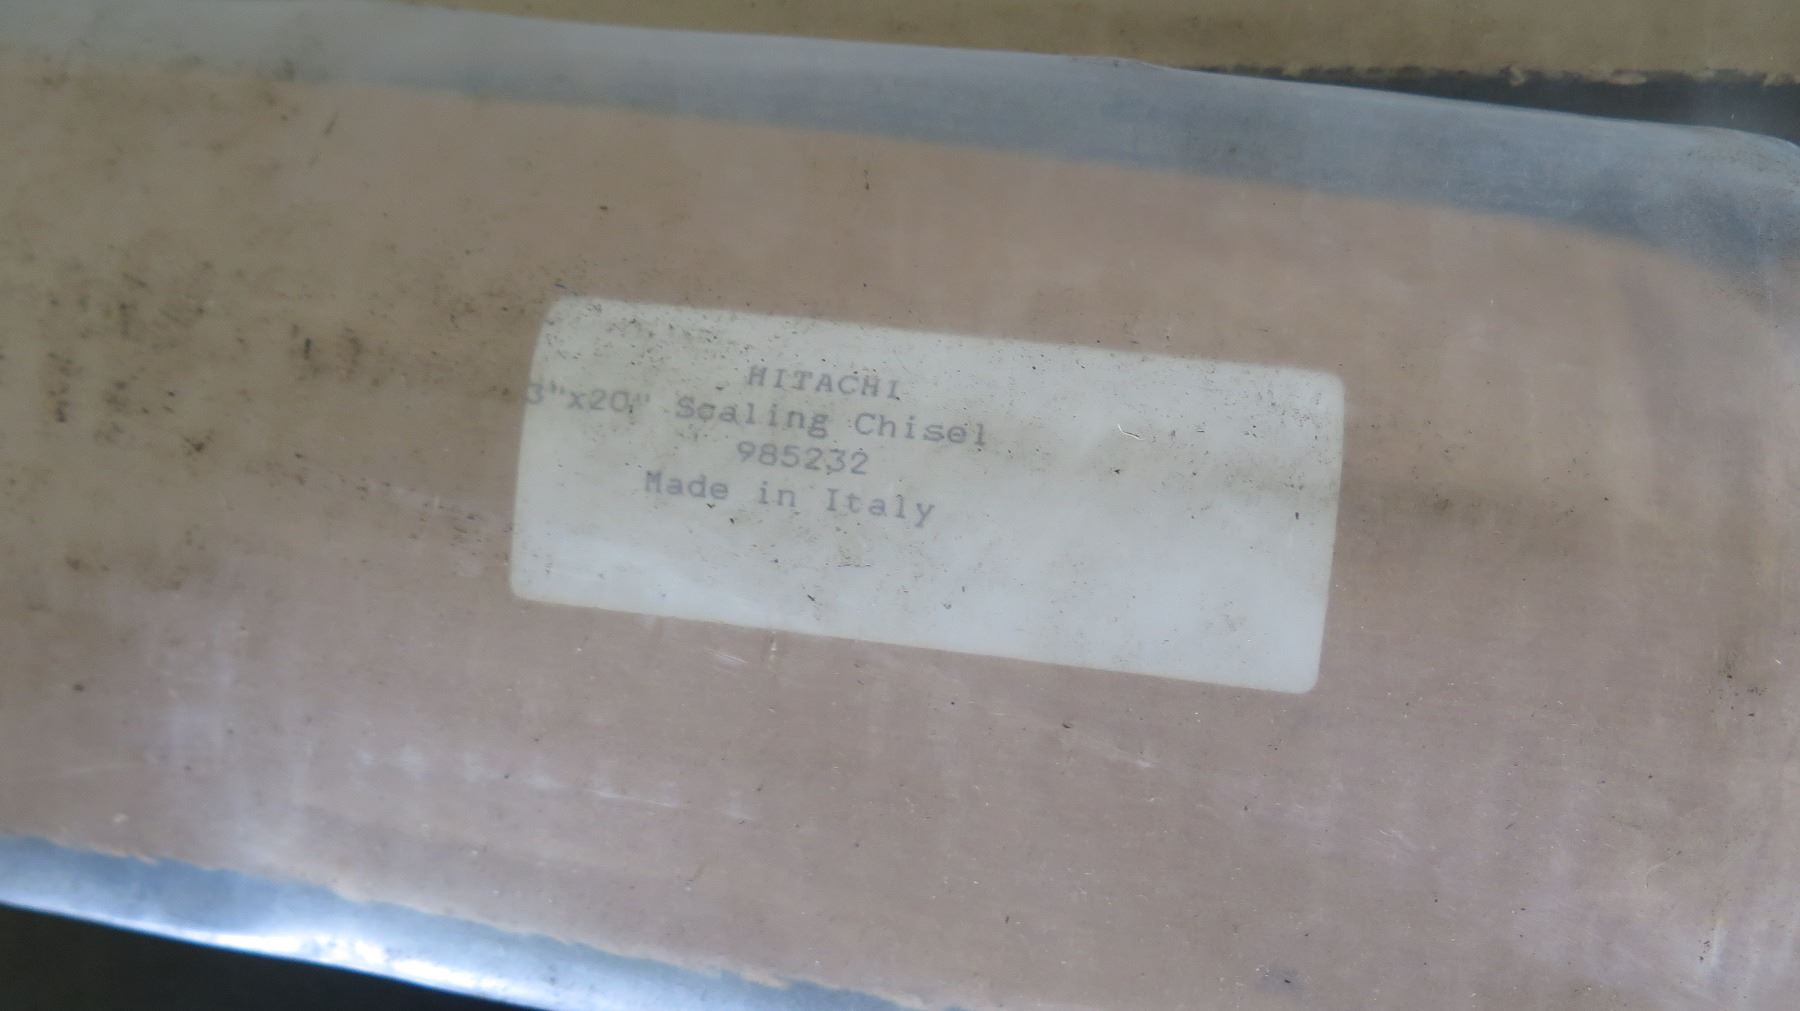 HITACHI
3"x20" Scaling Chisel
985232
Made in Italy